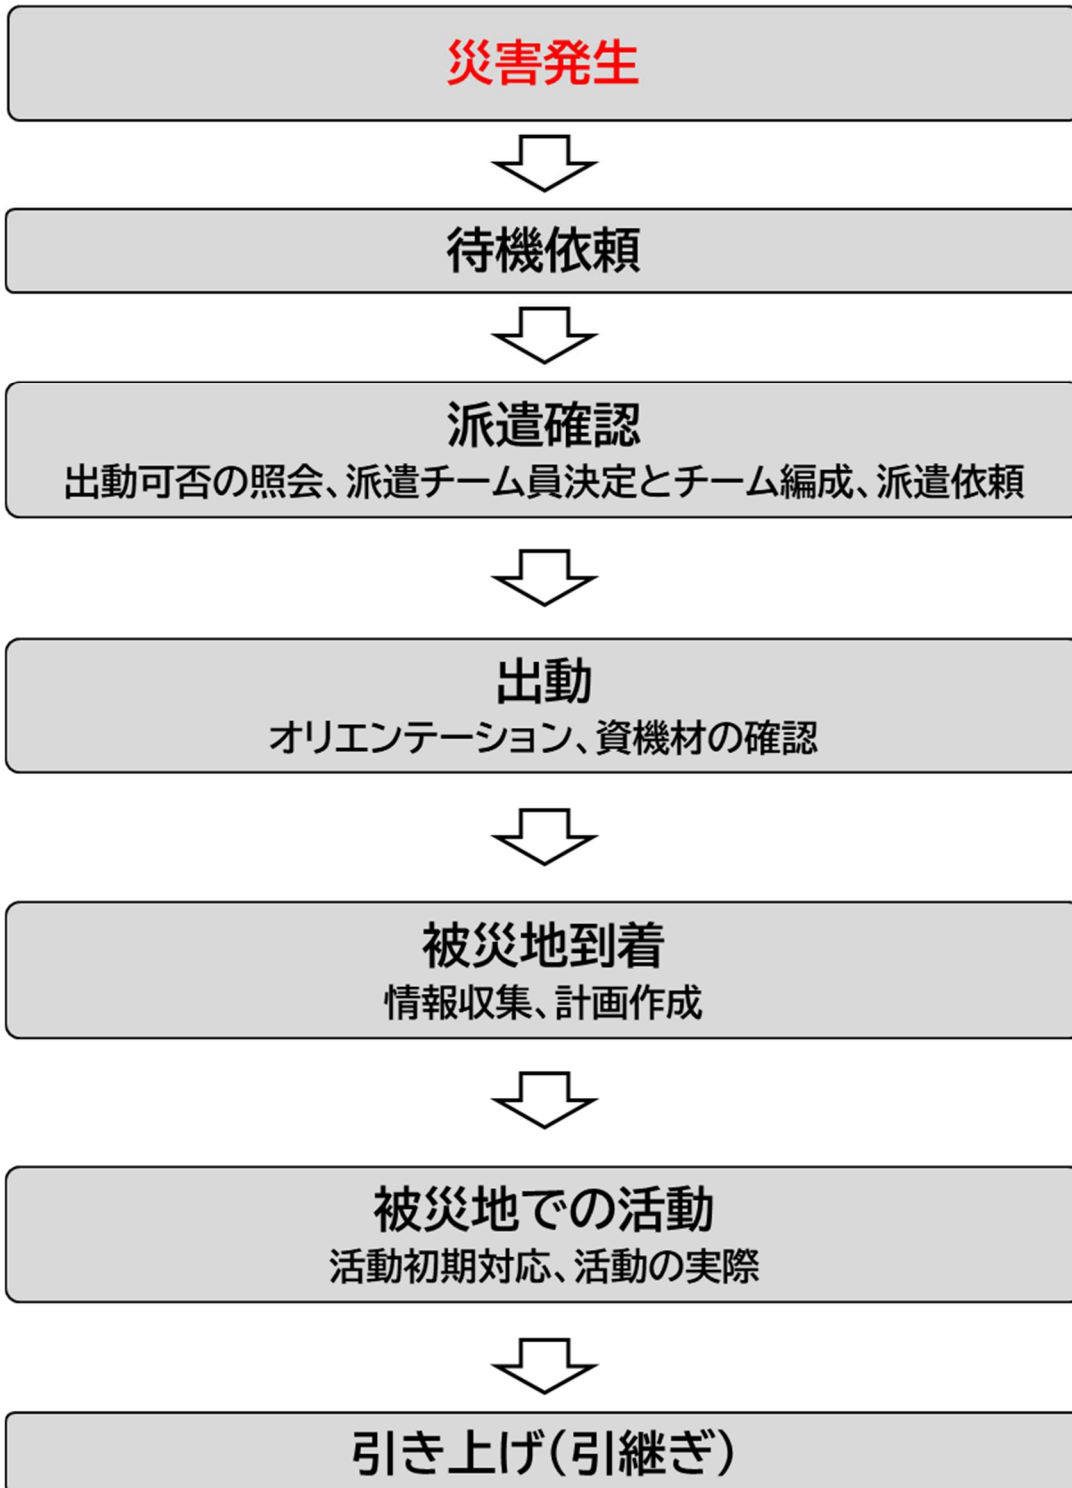 災害発生
待機依頼
派遣確認
出動可否の照会、派遣チーム員決定とチーム編成、派遣依頼
出動
オリエンテーション、資機材の確認
被災地到着
情報収集、計画作成
被災地での活動
活動初期対応、活動の実際
引き上げ(引継ぎ)